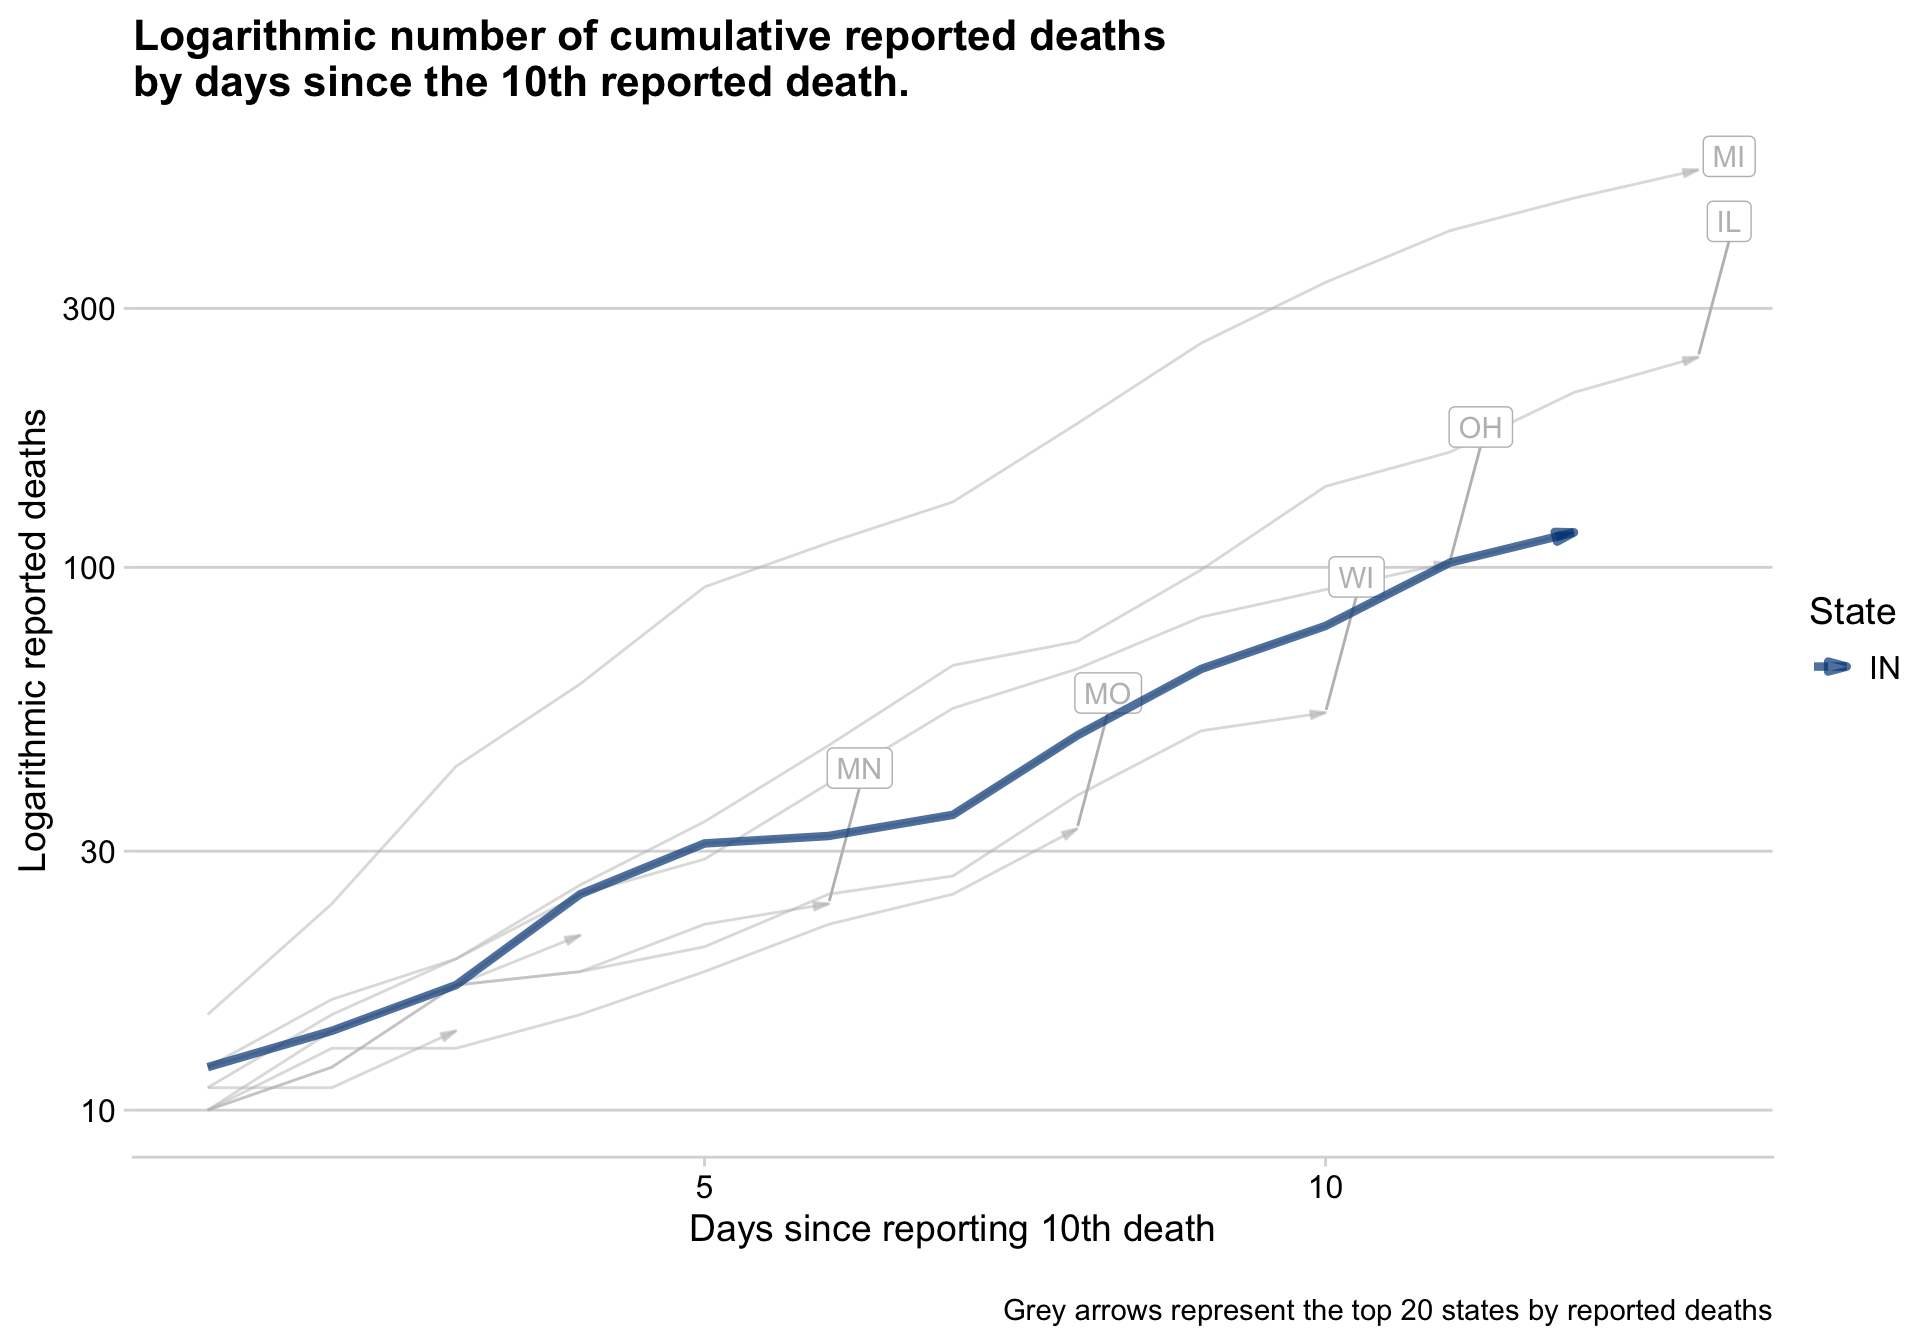 Logarithmic number of cumulative reported deaths
by days since the 10th reported death.
MI
IL
300
OH
100
WI
State
IN
MO
MN
30
10
Logarithmic reported deaths
5
10
Days since reporting 10th death
Grey arrows represent the top 20 states by reported deaths